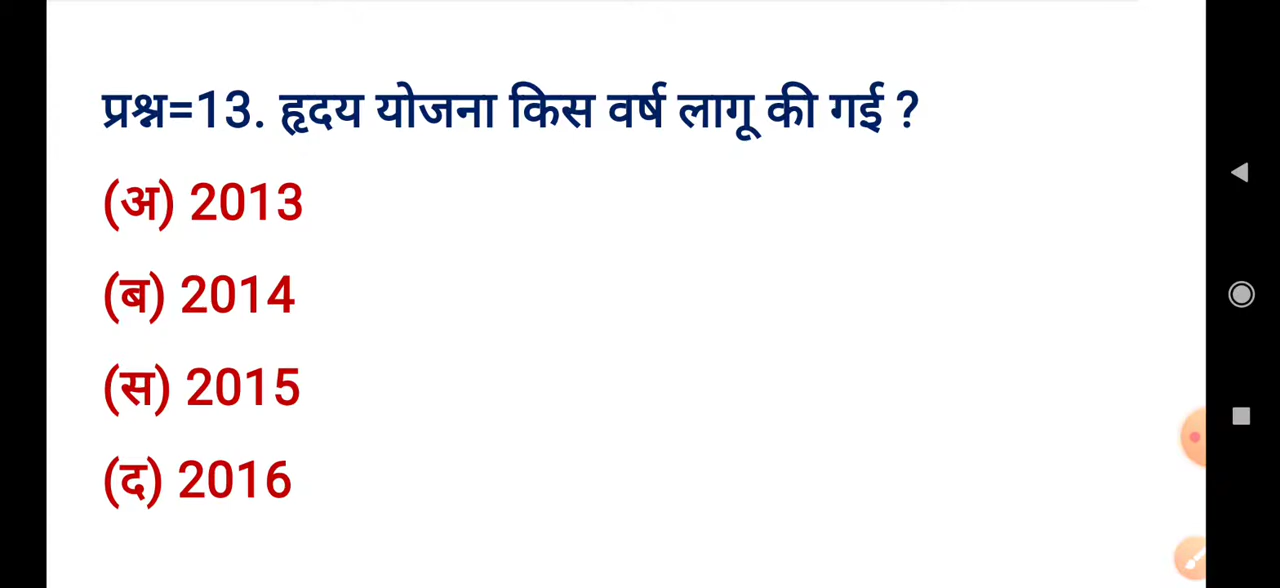 प्रश्न=13. हृदय योजना किस वर्ष लागू की गई ?
(अ) 2013
(ब) 2014
(स) 2015
(द) 2016